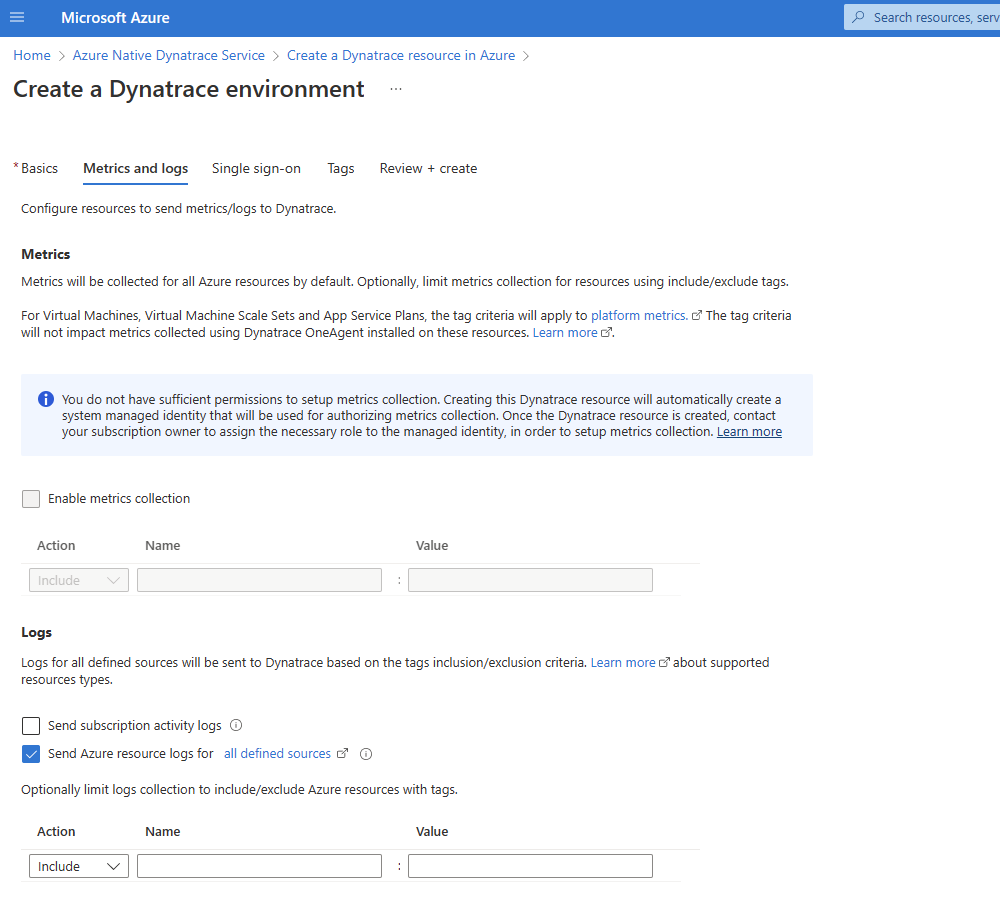 Microsoft Azure
Search resources, serv
Home > Azure Native Dynatrace Service > Create a Dynatrace resource in Azure >
Create a Dynatrace environment ...
* Basics Metrics and logs Single sign-on Tags Review + create
Configure resources to send metrics/logs to Dynatrace.
Metrics
Metrics will be collected for all Azure resources by default. Optionally, limit metrics collection for resources using include/exclude tags.
For Virtual Machines, Virtual Machine Scale Sets and App Service Plans, the tag criteria will apply to platform metrics. The tag criteria
will not impact metrics collected using Dynatrace OneAgent installed on these resources. Learn more.
You do not have sufficient permissions to setup metrics collection. Creating this Dynatrace resource will automatically create a
system managed identity that will be used for authorizing metrics collection. Once the Dynatrace resource is created, contact
your subscription owner to assign the necessary role to the managed identity, in order to setup metrics collection. Learn more
Enable metrics collection
Action Name Value
Include :
Logs
Logs for all defined sources will be sent to Dynatrace based on the tags inclusion/exclusion criteria. Learn more about supported
resources types.
Send subscription activity logs
Send Azure resource logs for all defined sources
Optionally limit logs collection to include/exclude Azure resources with tags.
Action Name Value
Include :